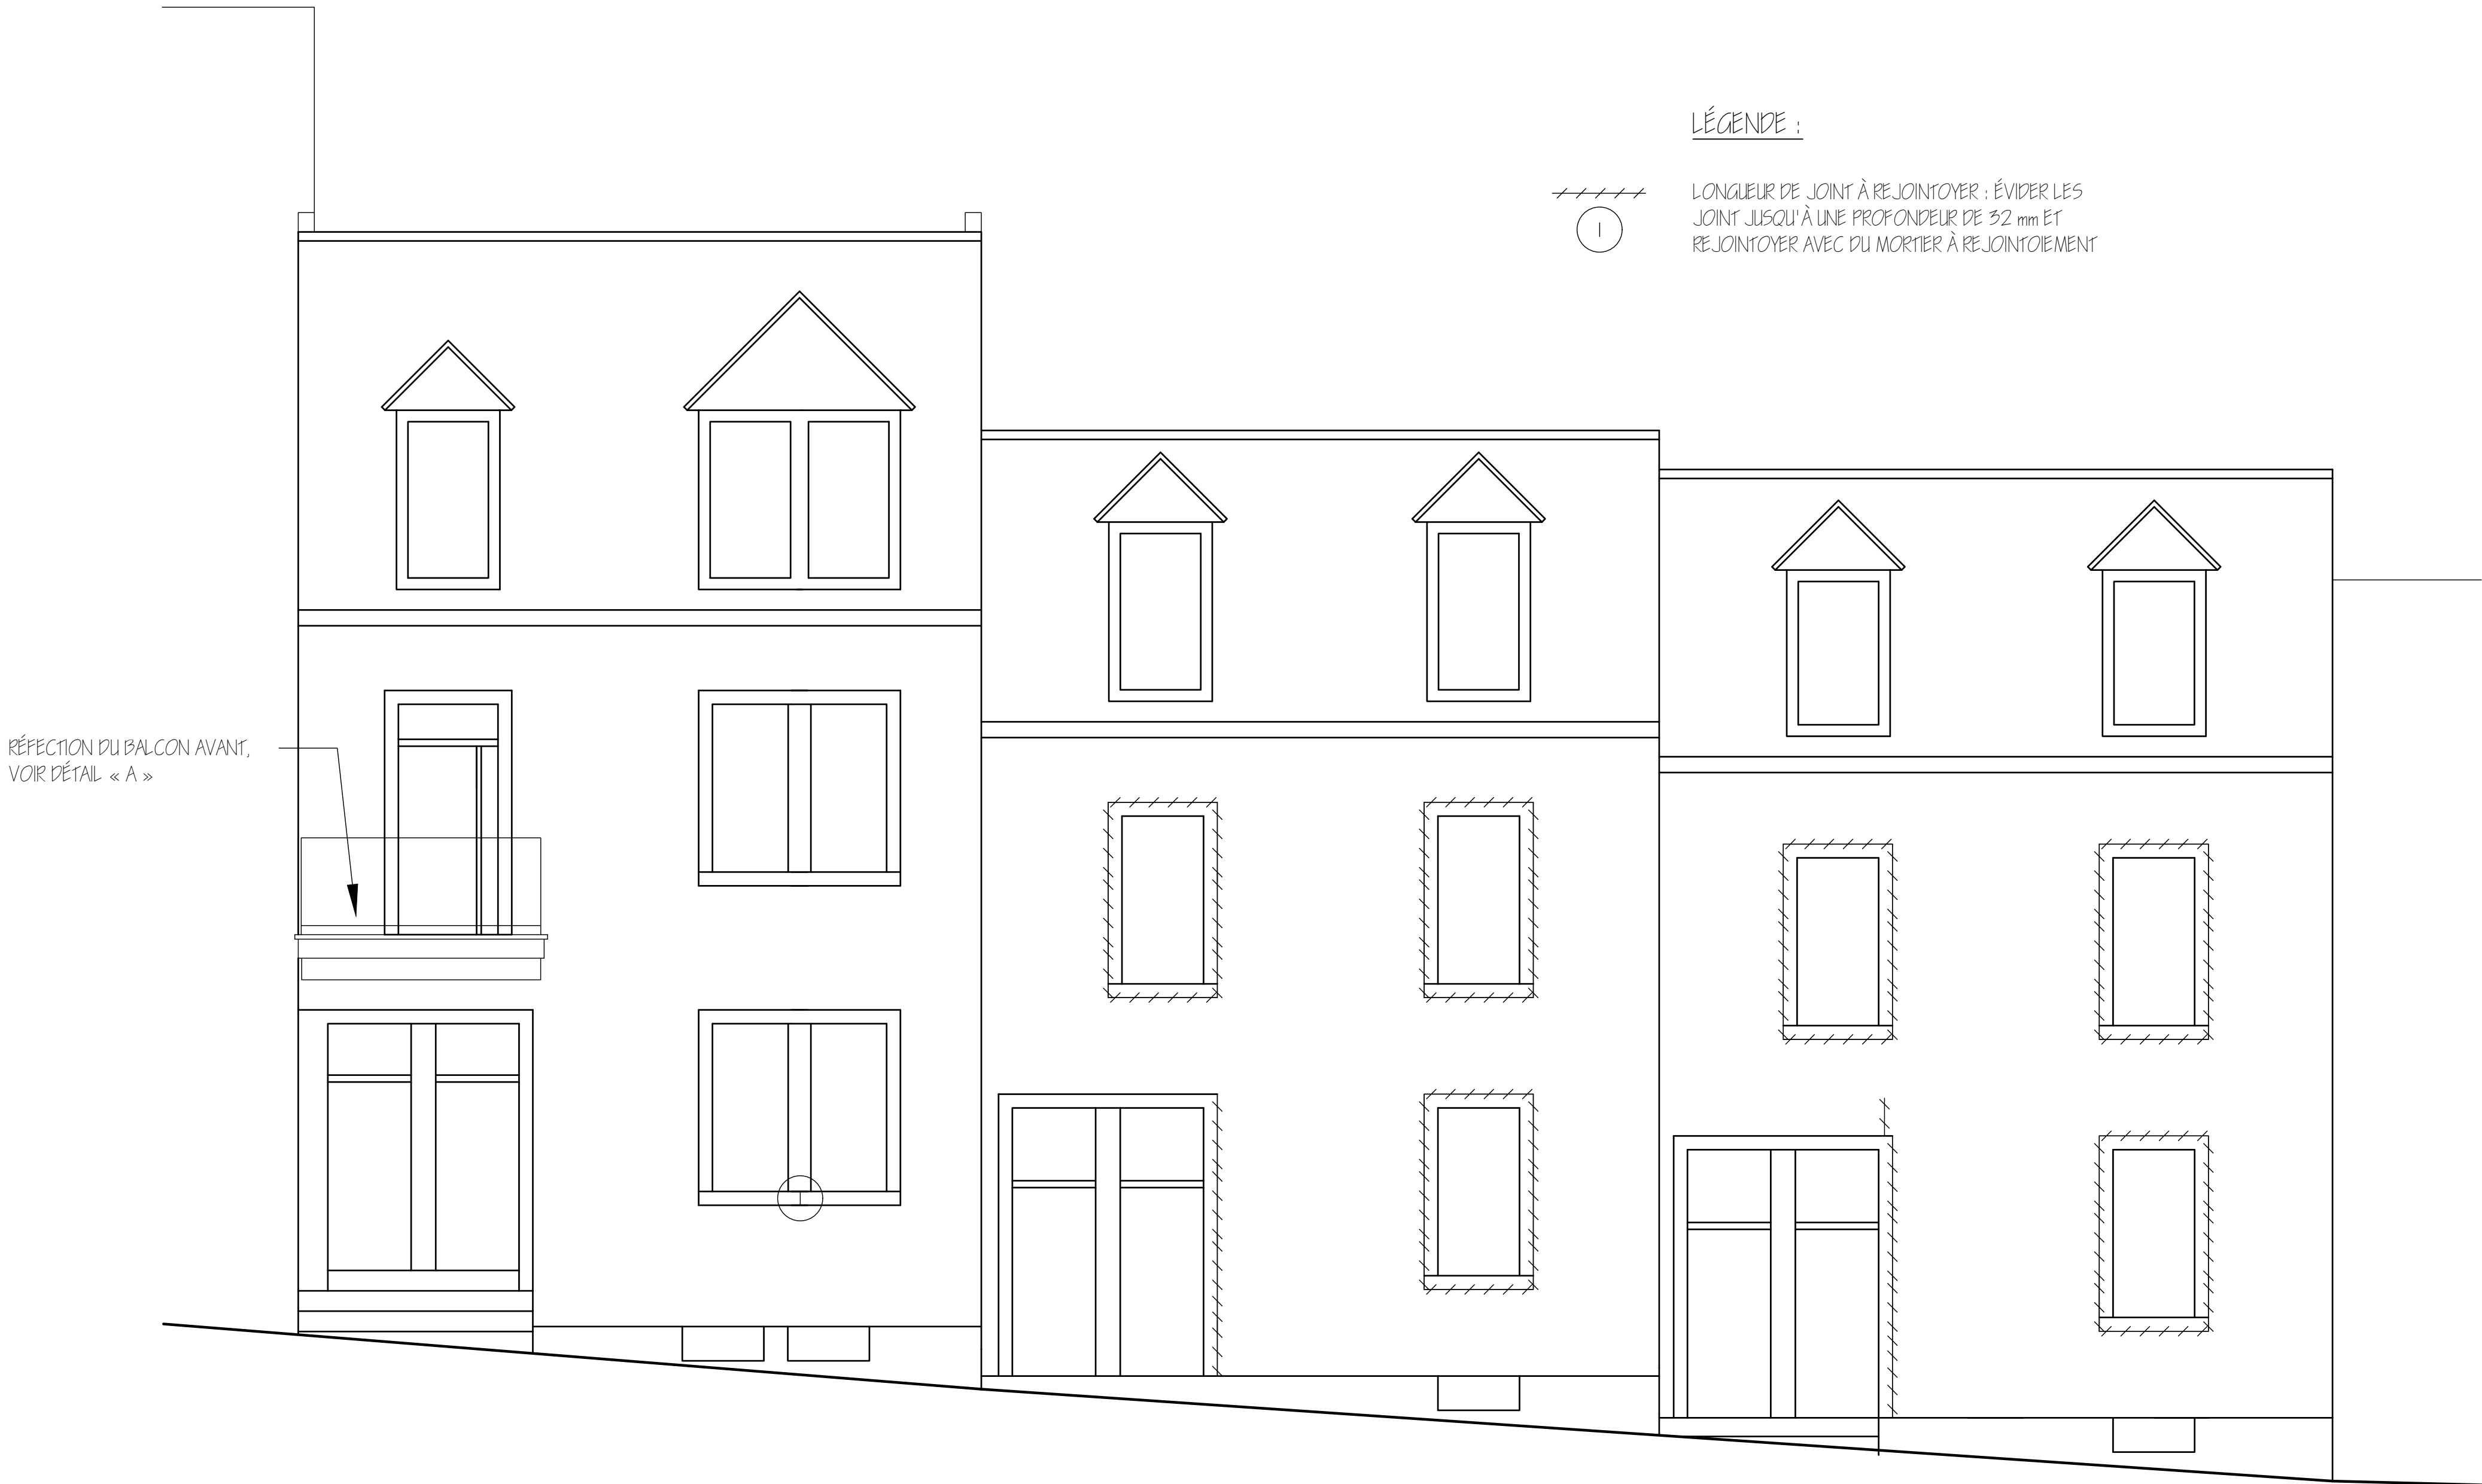 LÉGENDE :
LONGUEUR DE JOINT À REJOINTOYER : ÉVIDER LES
JOINT JUSQU'À UNE PROFONDEUR DE 32 mm ET
REJOINTOYER AVEC DU MORTIER À REJOINTOIEMENT
1
RÉFECTION DU BALCON AVANT,
VOIR DÉTAIL « A »
1